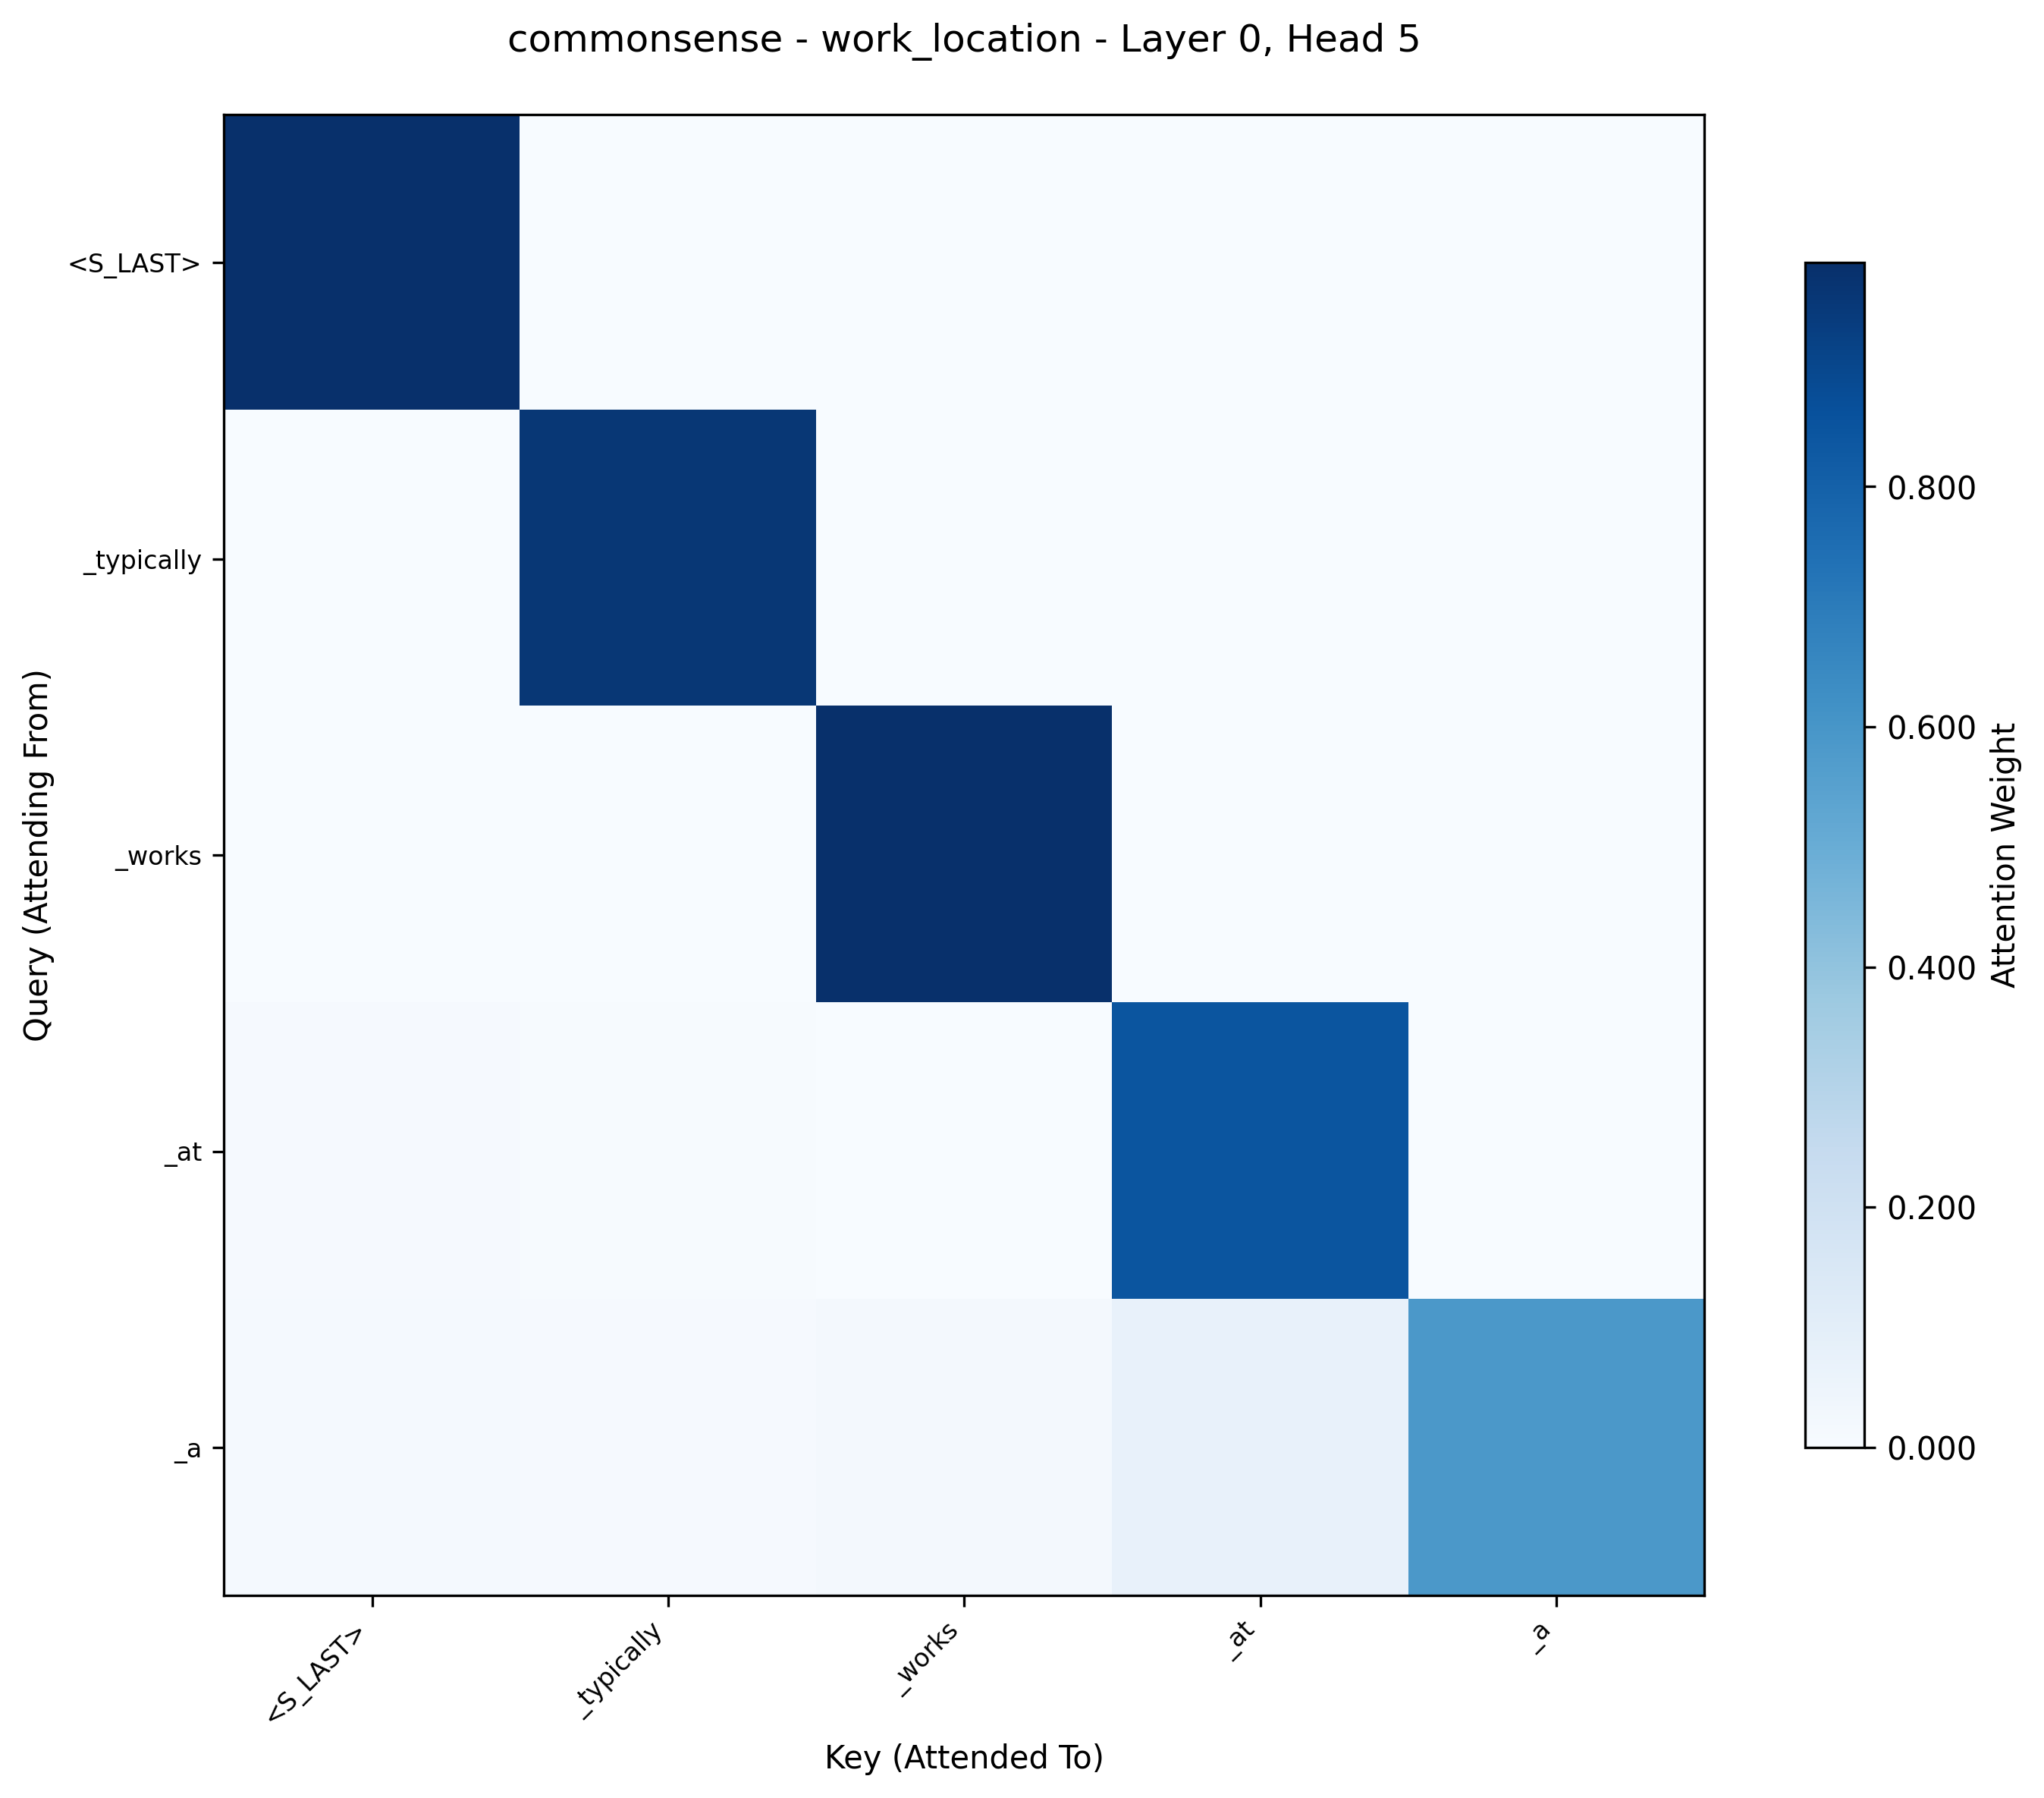 commonsense - work_location - Layer 0, Head 5
<S_LAST>
_typically
_works
_at
_a
Query (Attending From)
<S_LAST>
_typically
_works
_at
_a
Key (Attended To)
0.800
0.600
0.400
0.200
0.000
Attention Weight